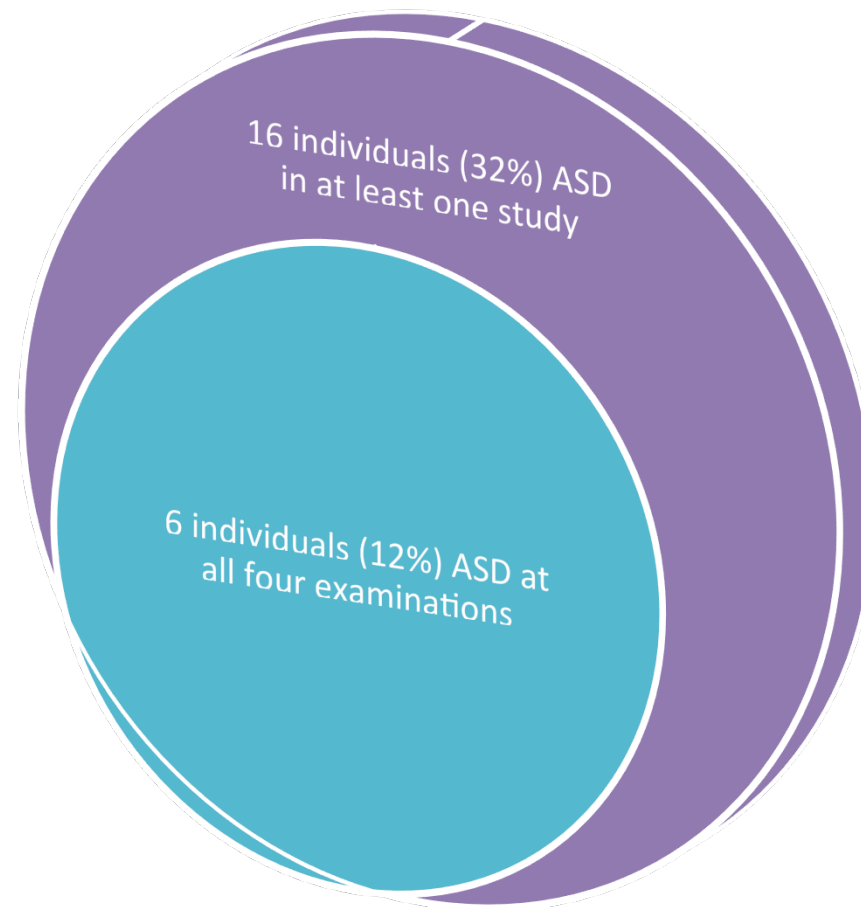 16 individuals (32%) ASD
in at least one study
6 individuals (12%) ASD at
all four examinations